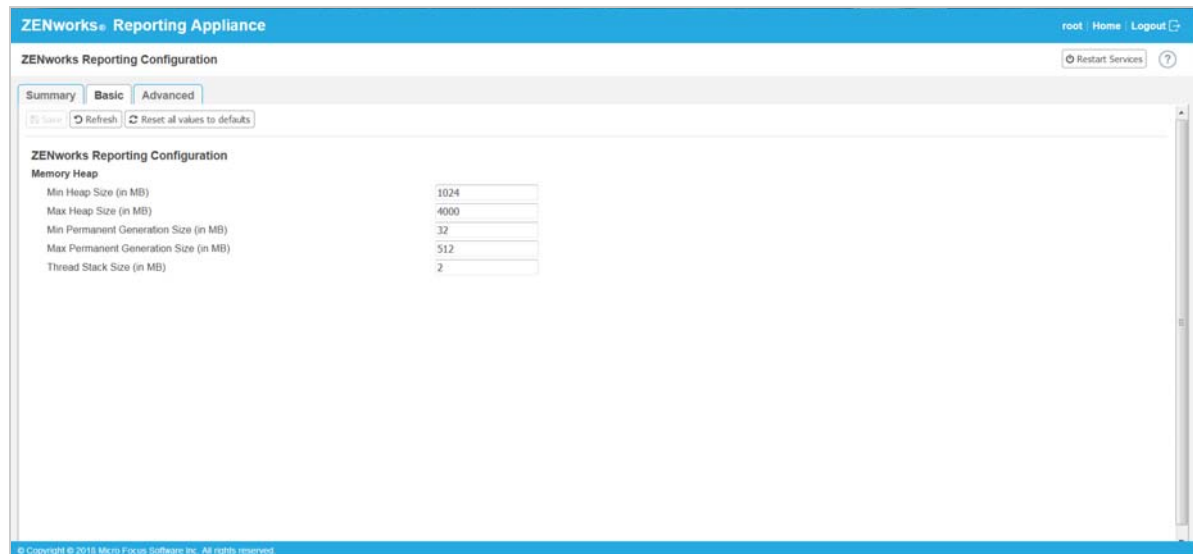 ZENworks® Reporting Appliance
root | Home | Logout
ZENworks Reporting Configuration
Restart Services
?
Summary
Basic
Advanced
Save
Refresh
Reset all values to defaults
ZENworks Reporting Configuration
Memory Heap
Min Heap Size (in MB) 1024
Max Heap Size (in MB) 4000
Min Permanent Generation Size (in MB) 32
Max Permanent Generation Size (in MB) 512
Thread Stack Size (in MB) 2
© Copyright © 2018 Micro Focus Software Inc. All rights reserved.